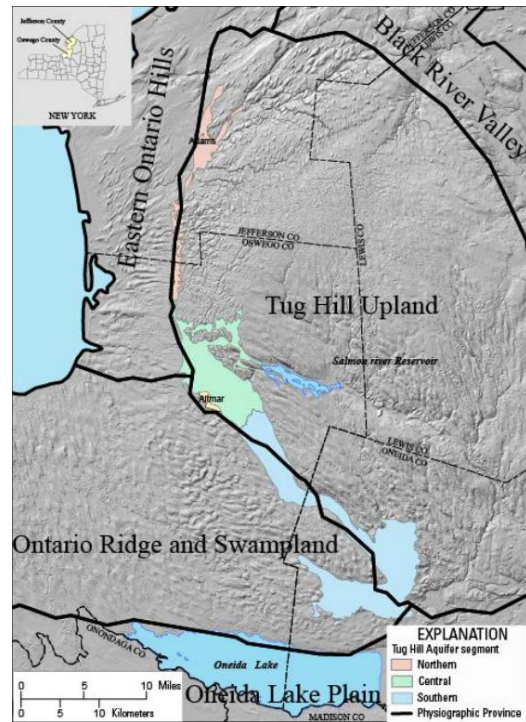 Jefferson County
Oswego County
NEW YORK
JEFFERSON CO
LEWIS CO
Black River Valley
Eastern Ontario Hills
Adams
JEFFERSON CO
OSWEGO CO
LEWIS CO
Tug Hill Upland
Salmon river Reservoir
Altmar
LEWIS CO
ONEIDA CO
Ontario Ridge and Swampland
ONONDAGA CO
Oneida Lake
Oneida Lake Plain
MADISON CO
0 5 10 Miles
0 5 10 Kilometers
EXPLANATION
Tug Hill Aquifer segment
Northern
Central
Southern
Physiographic Province